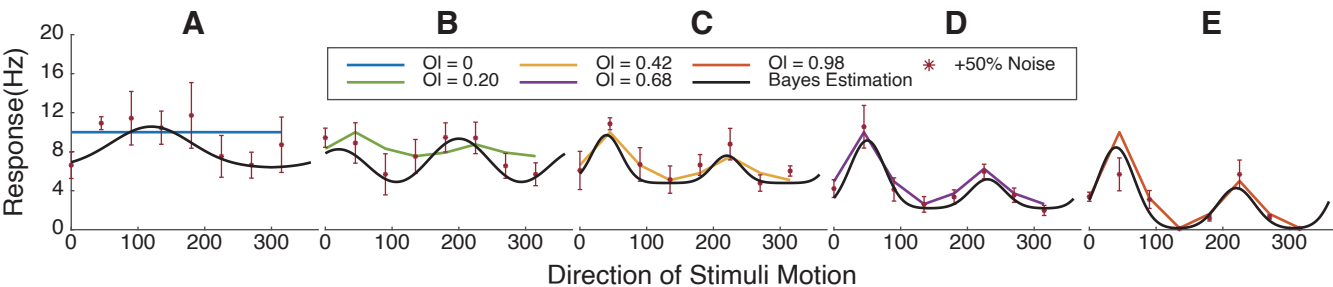 A B C D E
Response(Hz)
20
16
12
8
4
0
OI = 0 OI = 0.42 OI = 0.98 +50% Noise
OI = 0.20 OI = 0.68 Bayes Estimation
0 100 200 300 0 100 200 300 0 100 200 300 0 100 200 300 0 100 200 300
Direction of Stimuli Motion